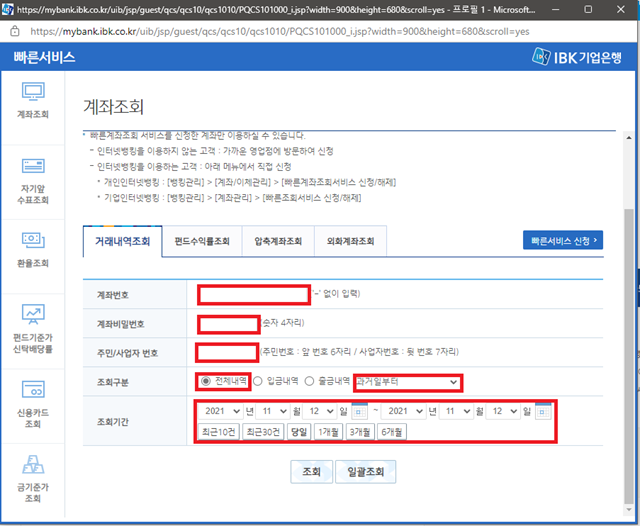 https://mybank.ibk.co.kr/uib/jsp/guest/qcs/qcs10/qcs1010/PQCS101000_i.jsp?width=900&height=680&scroll=yes - 프로필 1 - Microsoft...
https://mybank.ibk.co.kr/uib/jsp/guest/qcs/qcs10/qcs1010/PQCS101000_i.jsp?width=900&height=680&scroll=yes
빠른서비스
IBK기업은행
계좌조회
자기앞
수표조회
환율조회
펀드기준가
신탁배당률
신용카드
조회
금기준가
조회
계좌조회
• 빠른계좌조회 서비스를 신청한 계좌만 이용하실 수 있습니다.
- 인터넷뱅킹을 이용하지 않는 고객 : 가까운 영업점에 방문하여 신청
- 인터넷뱅킹을 이용하는 고객 : 아래 메뉴에서 직접 신청
• 개인인터넷뱅킹 : [뱅킹관리] > [계좌/이체관리] > [빠른계좌조회서비스 신청/해제]
• 기업인터넷뱅킹 : [뱅킹관리] > [계좌관리] > [빠른조회서비스 신청/해제]
거래내역조회 펀드수익률조회 압축계좌조회 외화계좌조회 빠른서비스 신청 >
계좌번호 '-' 없이 입력)
계좌비밀번호 (숫자 4자리)
주민/사업자 번호 (주민번호 : 앞 번호 6자리 / 사업자번호 : 뒷 번호 7자리)
조회구분 전체내역 입금내역 출금내역 과거일부터
조회기간 2021 년 11 월 12 일 ~ 2021 년 11 월 12 일
최근10건 최근30건 당일 1개월 3개월 6개월
조회 일괄조회